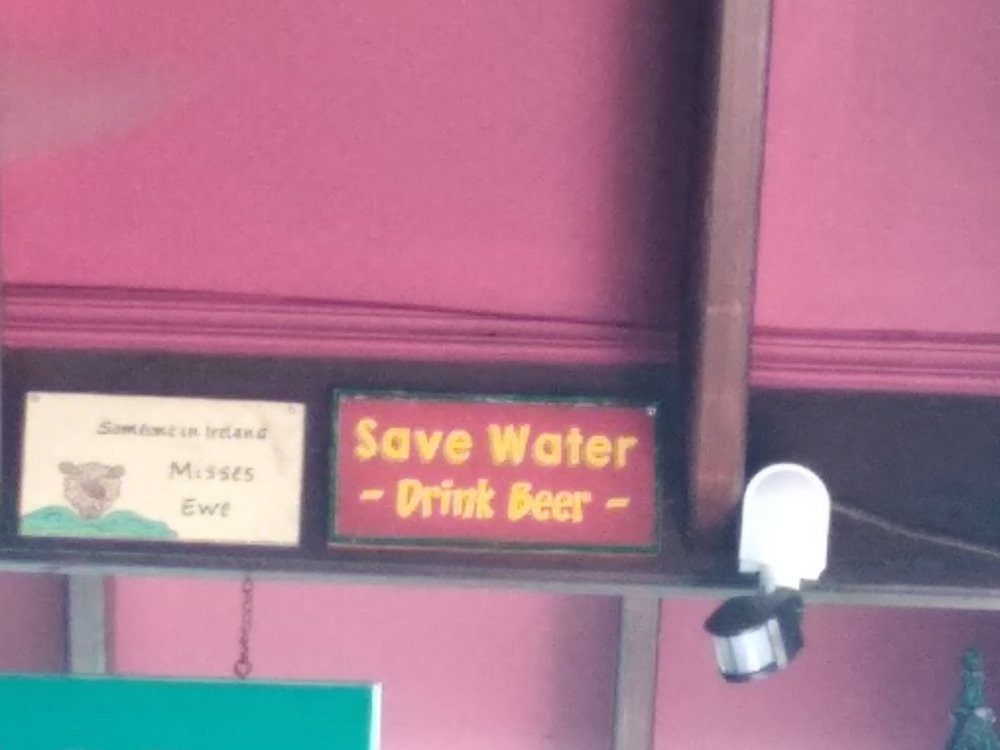 Someone in Ireland
Misses
Ewe
Save Water
- Drink Beer -